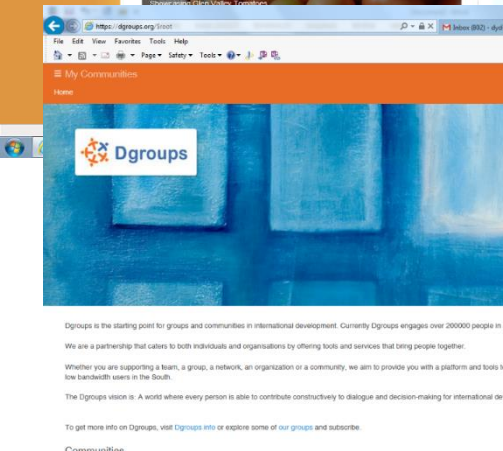 Showcasing Glen Valley Tomatoes
https://dgroups.org/$root
M Inbox (882) - dyd
File Edit View Favorites Tools Help
Page Safety Tools
My Communities
Home
Dgroups
Dgroups is the starting point for groups and communities in international development. Currently Dgroups engages over 200000 people in
We are a partnership that caters to both individuals and organisations by offering tools and services that bring people together.
Whether you are supporting a team, a group, a network, an organization or a community, we aim to provide you with a platform and tools to
low bandwidth users in the South.
The Dgroups vision is: A world where every person is able to contribute constructively to dialogue and decision-making for international de
To get more info on Dgroups, visit Dgroups info or explore some of our groups and subscribe.
Communities